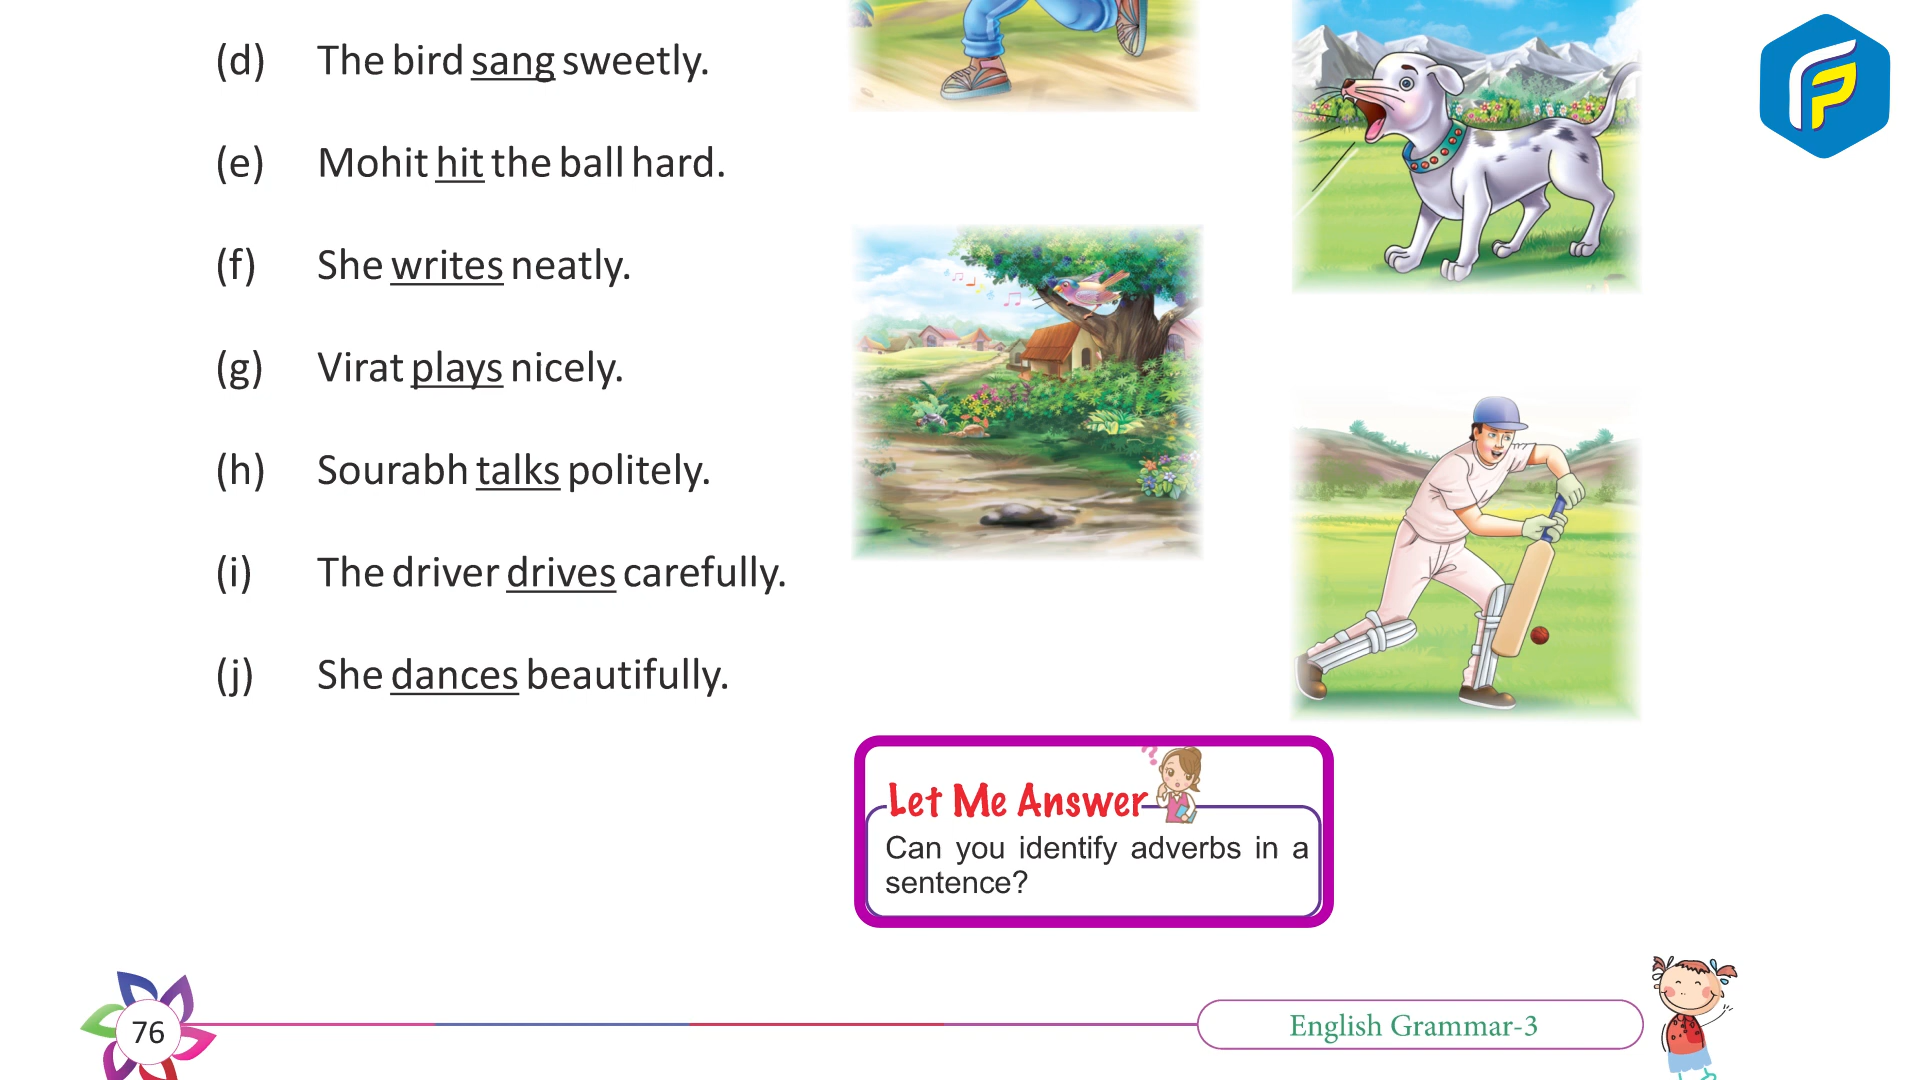 (d) The bird sang sweetly.
(e) Mohit hit the ball hard.
(f) She writes neatly.
(g) Virat plays nicely.
(h) Sourabh talks politely.
(i) The driver drives carefully.
(j) She dances beautifully.
Let Me Answer
Can you identify adverbs in a
sentence?
76
English Grammar-3